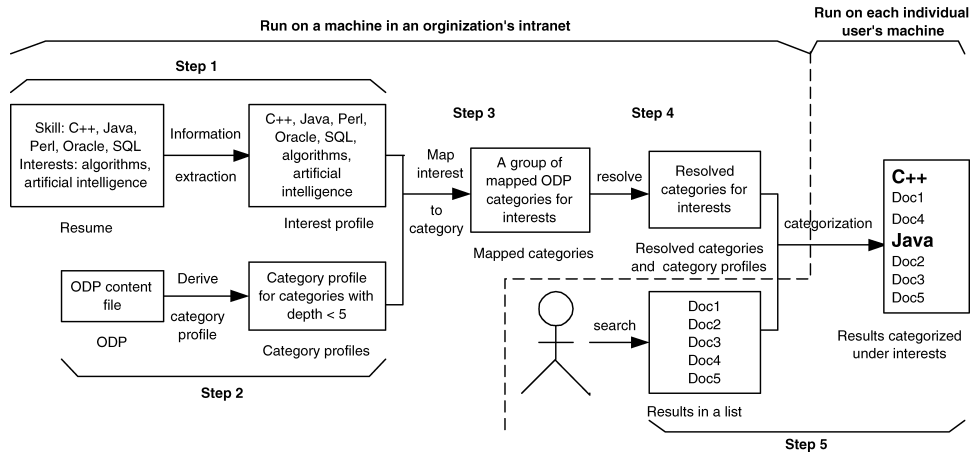 Run on a machine in an orginization's intranet
Run on each individual
user's machine
Step 1
Skill: C++, Java,
Perl, Oracle, SQL
Interests: algorithms,
artificial intelligence
Resume
Information
extraction
C++, Java, Perl,
Oracle, SQL,
algorithms,
artificial
intelligence
Interest profile
Step 3
Map
interest
to
category
A group of
mapped ODP
categories for
interests
Mapped categories
Step 4
resolve
Resolved
categories for
interests
Resolved categories
and category profiles
categorization
C++
Doc1
Doc4
Java
Doc2
Doc3
Doc5
Results categorized
under interests
ODP content
file
ODP
Derive
category
profile
Category profile
for categories with
depth < 5
Category profiles
Step 2
search
Doc1
Doc2
Doc3
Doc4
Doc5
Results in a list
Step 5